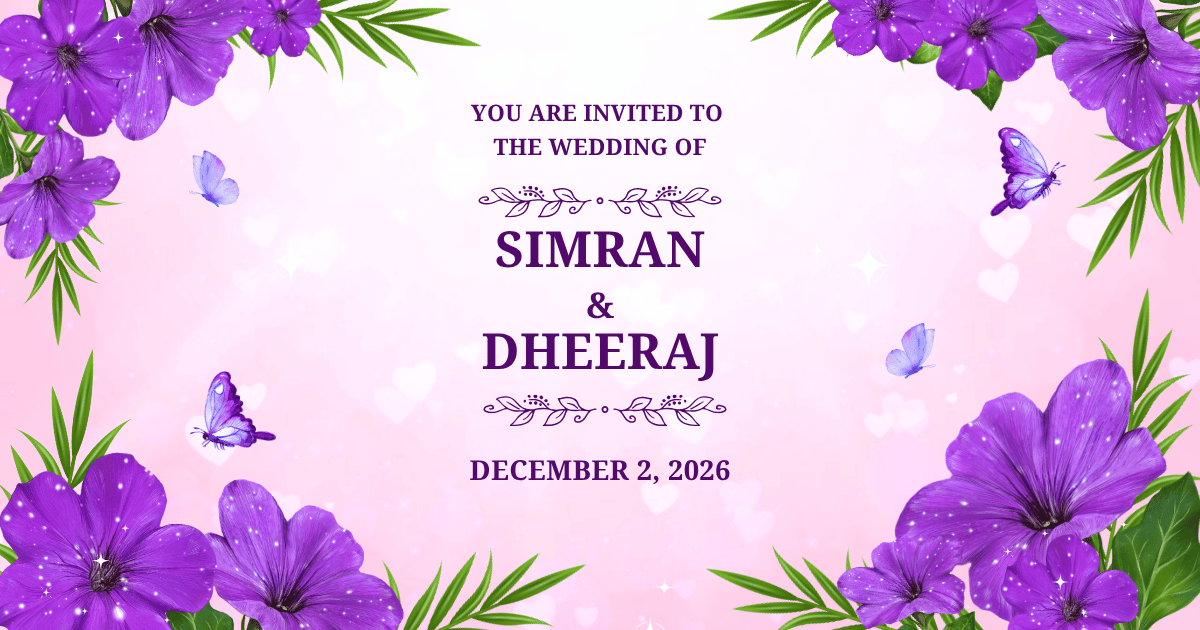 YOU ARE INVITED TO
THE WEDDING OF
SIMRAN
&
DHEERAJ
DECEMBER 2, 2026